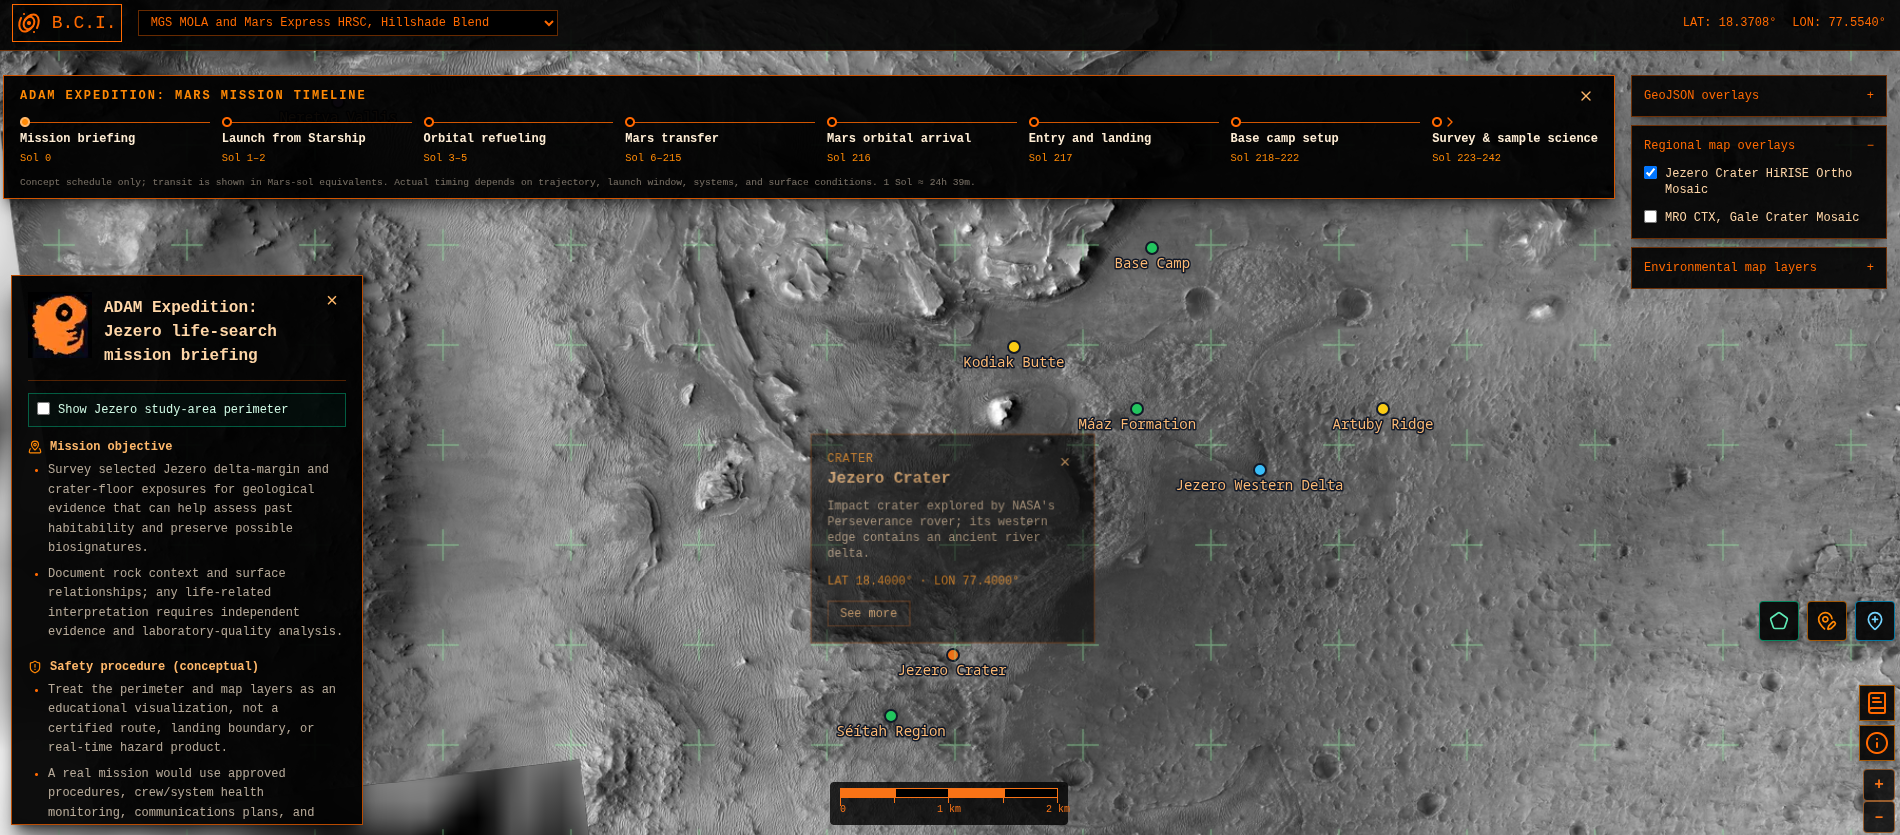 B.C.I.
MGS MOLA and Mars Express HRSC, Hillshade Blend
LAT: 18.3708° LON: 77.5540°
ADAM EXPEDITION: MARS MISSION TIMELINE
×
Mission briefing
Sol 0
Launch from Starship
Sol 1–2
Orbital refueling
Sol 3–5
Mars transfer
Sol 6–215
Mars orbital arrival
Sol 216
Entry and landing
Sol 217
Base camp setup
Sol 218–222
Survey & sample science
Sol 223–242
Concept schedule only; transit is shown in Mars-sol equivalents. Actual timing depends on trajectory, launch window, systems, and surface conditions. 1 Sol ≈ 24h 39m.
GeoJSON overlays +
Regional map overlays −
Jezero Crater HiRISE Ortho
Mosaic
MRO CTX, Gale Crater Mosaic
Environmental map layers +
ADAM Expedition:
Jezero life-search
mission briefing
×
Show Jezero study-area perimeter
Mission objective
• Survey selected Jezero delta-margin and
crater-floor exposures for geological
evidence that can help assess past
habitability and preserve possible
biosignatures.
• Document rock context and surface
relationships; any life-related
interpretation requires independent
evidence and laboratory-quality analysis.
Safety procedure (conceptual)
• Treat the perimeter and map layers as an
educational visualization, not a
certified route, landing boundary, or
real-time hazard product.
• A real mission would use approved
procedures, crew/system health
monitoring, communications plans, and
Base Camp
Kodiak Butte
Máaz Formation
Artuby Ridge
Jezero Western Delta
CRATER
×
Jezero Crater
Impact crater explored by NASA's
Perseverance rover; its western
edge contains an ancient river
delta.
LAT 18.4000° · LON 77.4000°
See more
Jezero Crater
Séítah Region
0 1 km 2 km
+
−